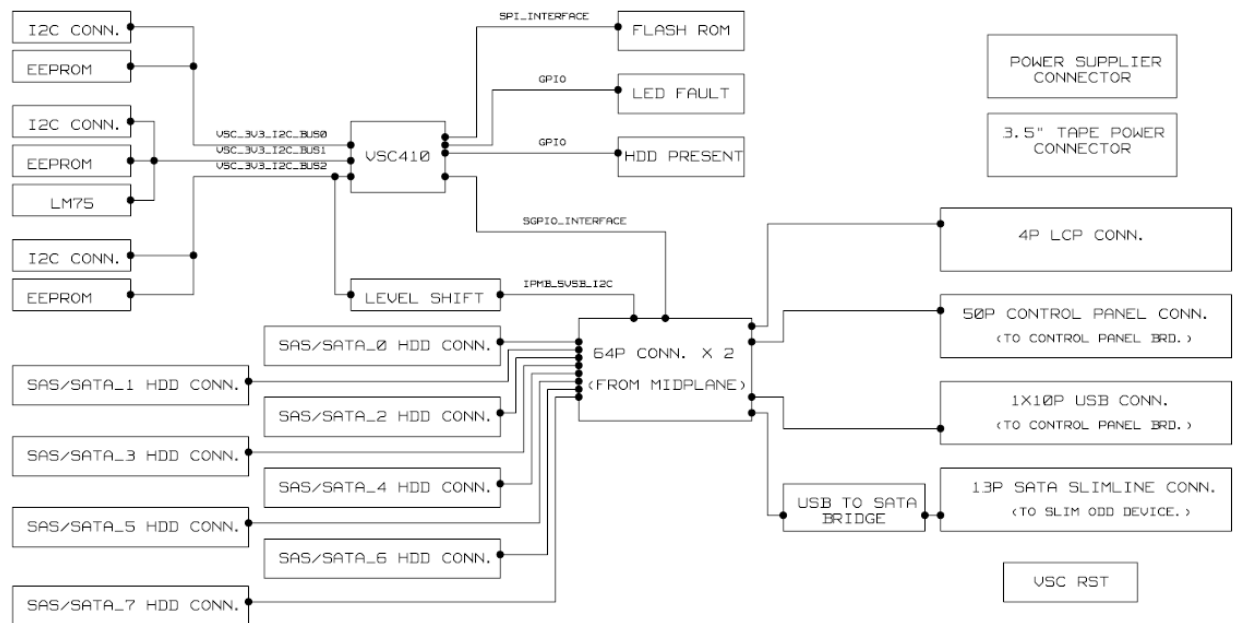 SPI_INTERFACE
I2C CONN.
FLASH ROM
EEPROM
POWER SUPPLIER
CONNECTOR
GPIO
LED FAULT
I2C CONN.
VSC_3V3_I2C_BUS0
GPIO
3.5" TAPE POWER
CONNECTOR
EEPROM
VSC_3V3_I2C_BUS1
VSC410
HDD PRESENT
VSC_3V3_I2C_BUS2
LM75
SGPIO_INTERFACE
4P LCP CONN.
I2C CONN.
IPMB_5VSB_I2C
EEPROM
LEVEL SHIFT
50P CONTROL PANEL CONN.
(TO CONTROL PANEL BRD.)
SAS/SATA_0 HDD CONN.
64P CONN. X 2
(FROM MIDPLANE)
SAS/SATA_1 HDD CONN.
1X10P USB CONN.
(TO CONTROL PANEL BRD.)
SAS/SATA_2 HDD CONN.
SAS/SATA_3 HDD CONN.
SAS/SATA_4 HDD CONN.
USB TO SATA
BRIDGE
13P SATA SLIMLINE CONN.
(TO SLIM ODD DEVICE.)
SAS/SATA_5 HDD CONN.
SAS/SATA_6 HDD CONN.
VSC RST
SAS/SATA_7 HDD CONN.